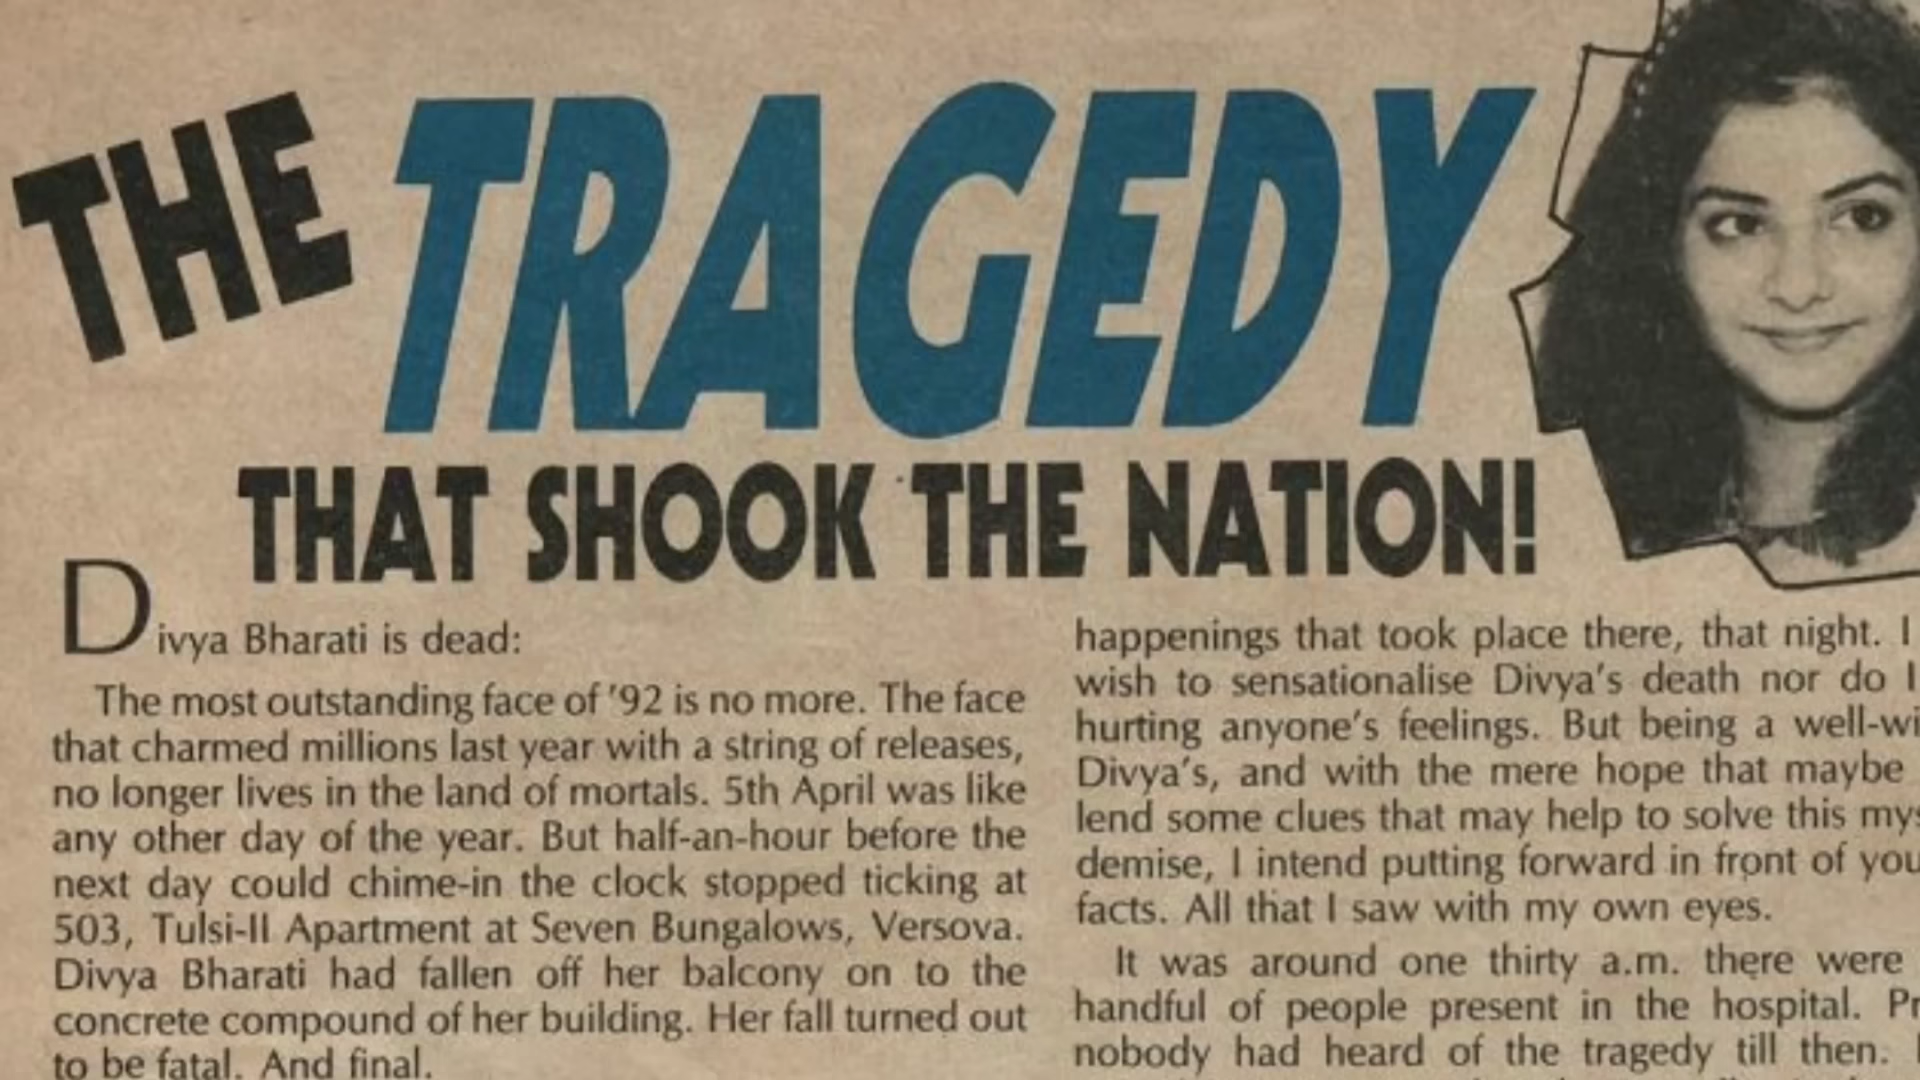 THE TRAGEDY
THAT SHOOK THE NATION!
Divya Bharati is dead:
The most outstanding face of '92 is no more. The face
that charmed millions last year with a string of releases,
no longer lives in the land of mortals. 5th April was like
any other day of the year. But half-an-hour before the
next day could chime-in the clock stopped ticking at
503, Tulsi-II Apartment at Seven Bungalows, Versova.
Divya Bharati had fallen off her balcony on to the
concrete compound of her building. Her fall turned out
to be fatal. And final.
happenings that took place there, that night. I
wish to sensationalise Divya's death nor do I
hurting anyone's feelings. But being a well-wi
Divya's, and with the mere hope that maybe
lend some clues that may help to solve this mys
demise, I intend putting forward in front of you
facts. All that I saw with my own eyes.
It was around one thirty a.m. there were
handful of people present in the hospital. Pr
nobody had heard of the tragedy till then.